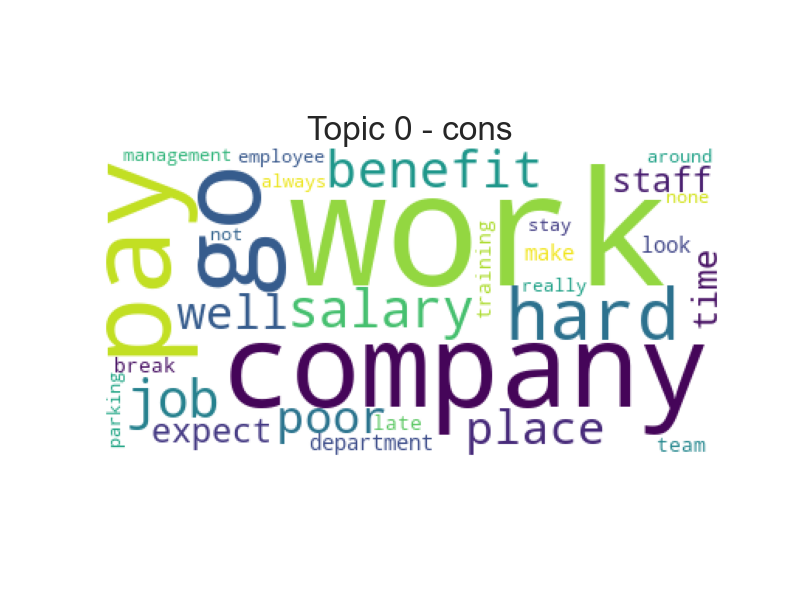 Topic 0 - cons
management
employee
always
benefit
around
staff
none
pay
go
not
work
training
stay
make
look
really
time
well
salary
hard
company
break
parking
job
expect
poor
late
department
place
team